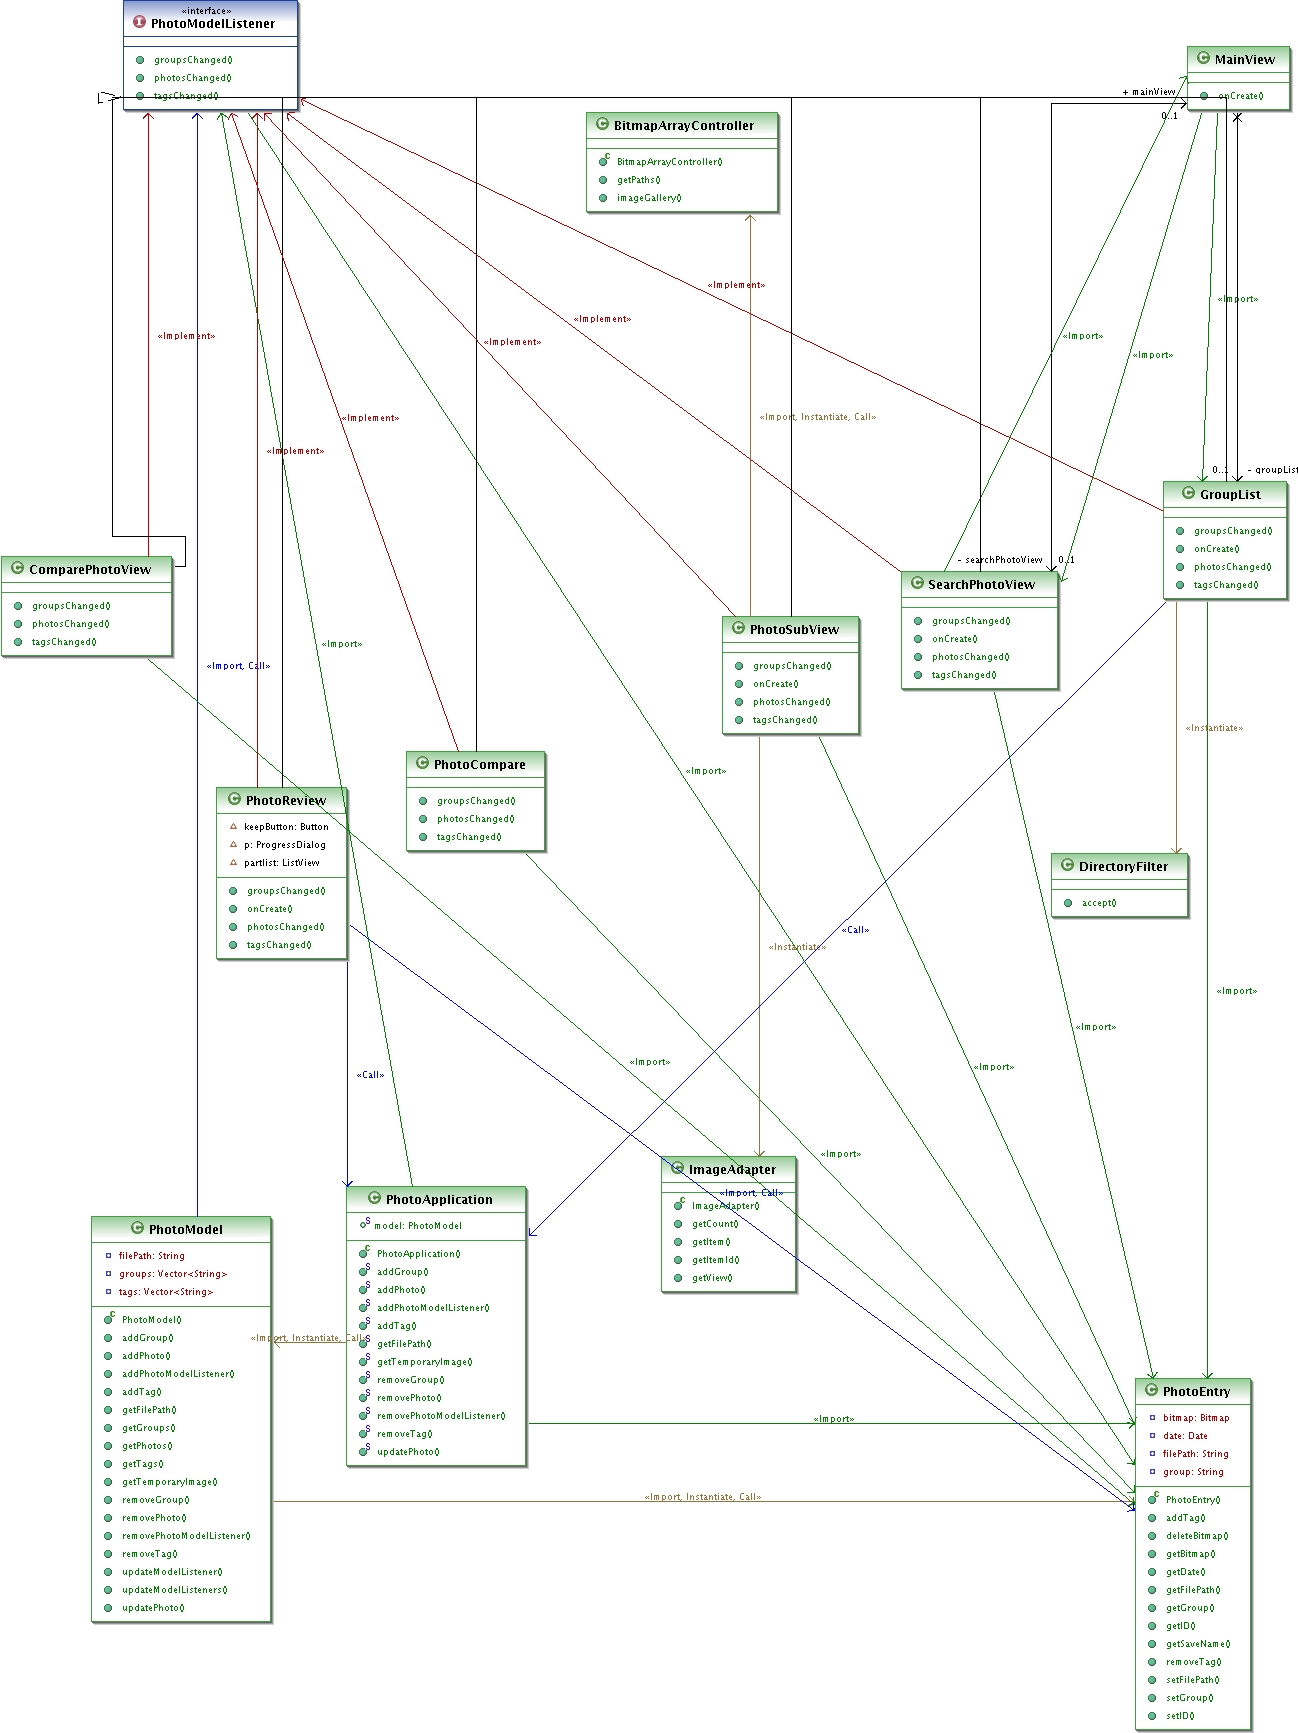 «interface»
PhotoModelListener
groupsChanged()
photosChanged()
tagsChanged()
MainView
onCreate()
+ mainView
0..1
BitmapArrayController
BitmapArrayController()
getPaths()
imageGallery()
«Implement»
«Import»
«Implement»
«Implement»
«Implement»
«Import»
«Import»
«Implement»
«Import, Instantiate, Call»
«Implement»
0..1
- groupList
GroupList
groupsChanged()
onCreate()
photosChanged()
tagsChanged()
ComparePhotoView
groupsChanged()
photosChanged()
tagsChanged()
- searchPhotoView
0..1
SearchPhotoView
groupsChanged()
onCreate()
photosChanged()
tagsChanged()
PhotoSubView
groupsChanged()
onCreate()
photosChanged()
tagsChanged()
«Import»
«Import, Call»
«Instantiate»
«Import»
PhotoCompare
groupsChanged()
photosChanged()
tagsChanged()
PhotoReview
keepButton: Button
p: ProgressDialog
partlist: ListView
groupsChanged()
onCreate()
photosChanged()
tagsChanged()
DirectoryFilter
accept()
«Call»
«Instantiate»
«Import»
«Import»
«Import»
«Import»
«Call»
«Import»
ImageAdapter
«Import, Call»
ImageAdapter()
getCount()
getItem()
getItemId()
getView()
PhotoApplication
model: PhotoModel
PhotoApplication()
addGroup()
addPhoto()
addPhotoModelListener()
addTag()
getFilePath()
getTemporaryImage()
removeGroup()
removePhoto()
removePhotoModelListener()
removeTag()
updatePhoto()
PhotoModel
filePath: String
groups: Vector<String>
tags: Vector<String>
PhotoModel()
addGroup()
addPhoto()
addPhotoModelListener()
addTag()
getFilePath()
getGroups()
getPhotos()
getTags()
getTemporaryImage()
removeGroup()
removePhoto()
removePhotoModelListener()
removeTag()
updateModelListener()
updateModelListeners()
updatePhoto()
«Import, Instantiate, Call»
«Import»
«Import, Instantiate, Call»
PhotoEntry
bitmap: Bitmap
date: Date
filePath: String
group: String
PhotoEntry()
addTag()
deleteBitmap()
getBitmap()
getDate()
getFilePath()
getGroup()
getID()
getSaveName()
removeTag()
setFilePath()
setGroup()
setID()